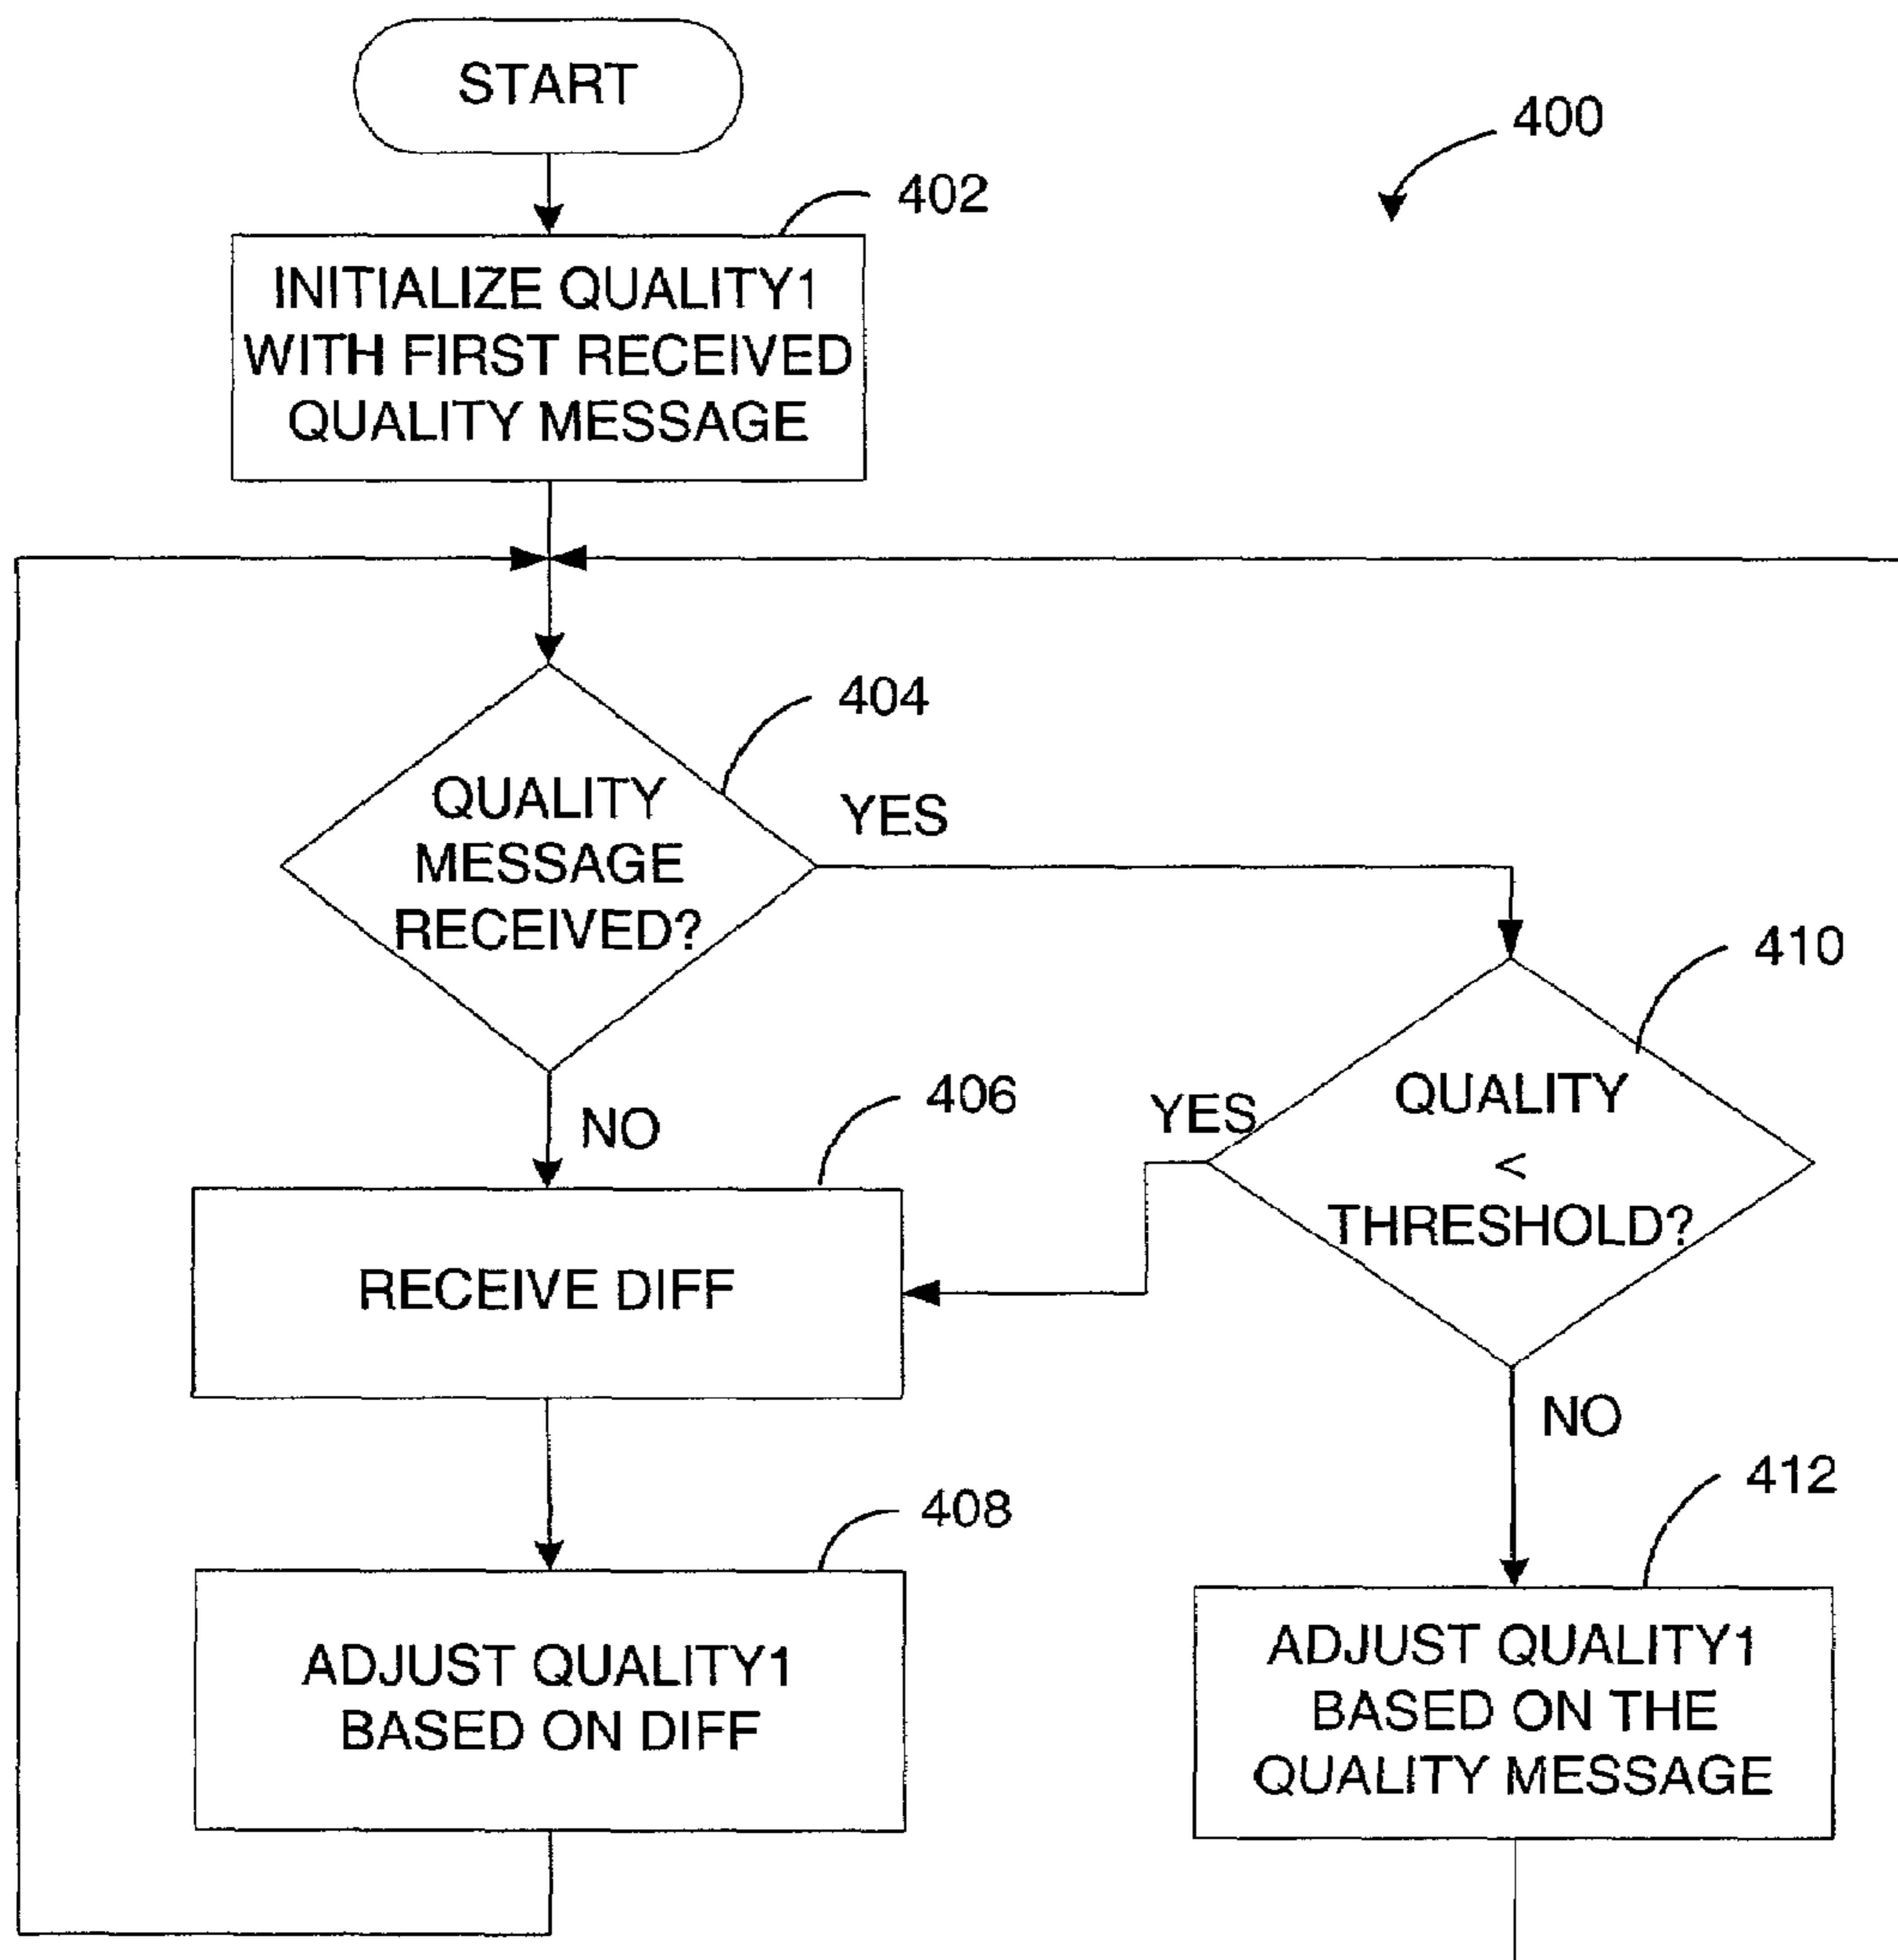 START
400
402
INITIALIZE QUALITY1
WITH FIRST RECEIVED
QUALITY MESSAGE
404
QUALITY
MESSAGE
RECEIVED?
YES
410
QUALITY
<
THRESHOLD?
YES
NO
406
RECEIVE DIFF
NO
408
ADJUST QUALITY1
BASED ON DIFF
412
ADJUST QUALITY1
BASED ON THE
QUALITY MESSAGE